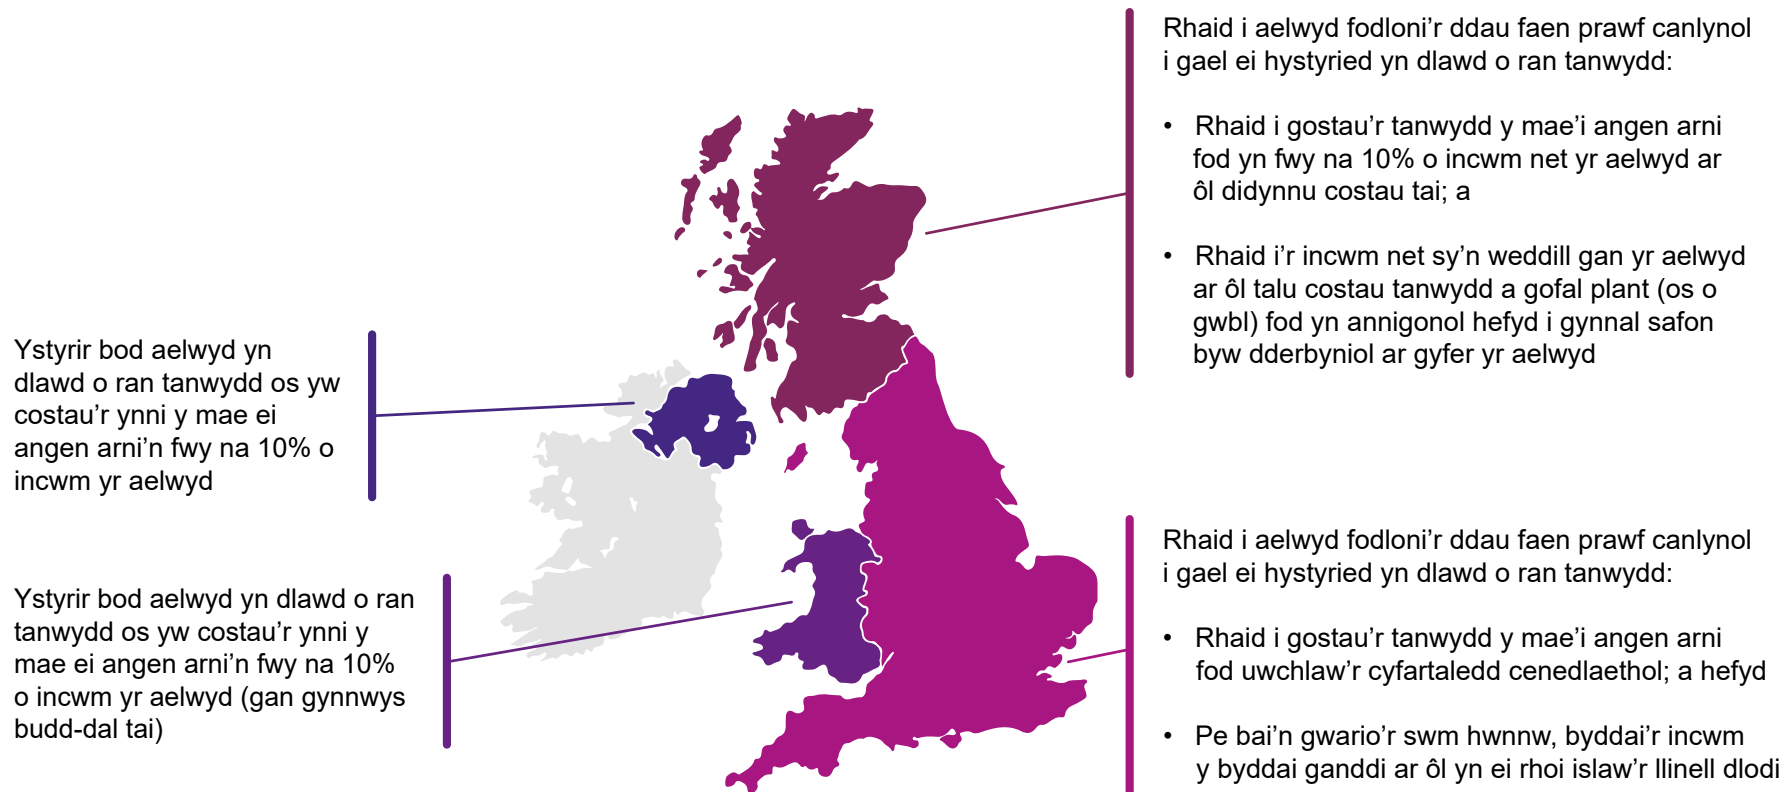 Rhaid i aelwyd fodloni’r ddau faen prawf canlynol
i gael ei hystyried yn dlawd o ran tanwydd:
• Rhaid i gostau’r tanwydd y mae’i angen arni
fod yn fwy na 10% o incwm net yr aelwyd ar
ôl didynnu costau tai; a
• Rhaid i’r incwm net sy’n weddill gan yr aelwyd
ar ôl talu costau tanwydd a gofal plant (os o
gwbl) fod yn annigonol hefyd i gynnal safon
byw dderbyniol ar gyfer yr aelwyd
Ystyrir bod aelwyd yn
dlawd o ran tanwydd os yw
costau’r ynni y mae ei
angen arni’n fwy na 10% o
incwm yr aelwyd
Ystyrir bod aelwyd yn dlawd o ran
tanwydd os yw costau’r ynni y
mae ei angen arni’n fwy na 10%
o incwm yr aelwyd (gan gynnwys
budd-dal tai)
Rhaid i aelwyd fodloni’r ddau faen prawf canlynol
i gael ei hystyried yn dlawd o ran tanwydd:
• Rhaid i gostau’r tanwydd y mae’i angen arni
fod uwchlaw’r cyfartaledd cenedlaethol; a hefyd
• Pe bai’n gwario’r swm hwnnw, byddai’r incwm
y byddai ganddi ar ôl yn ei rhoi islaw’r llinell dlodi